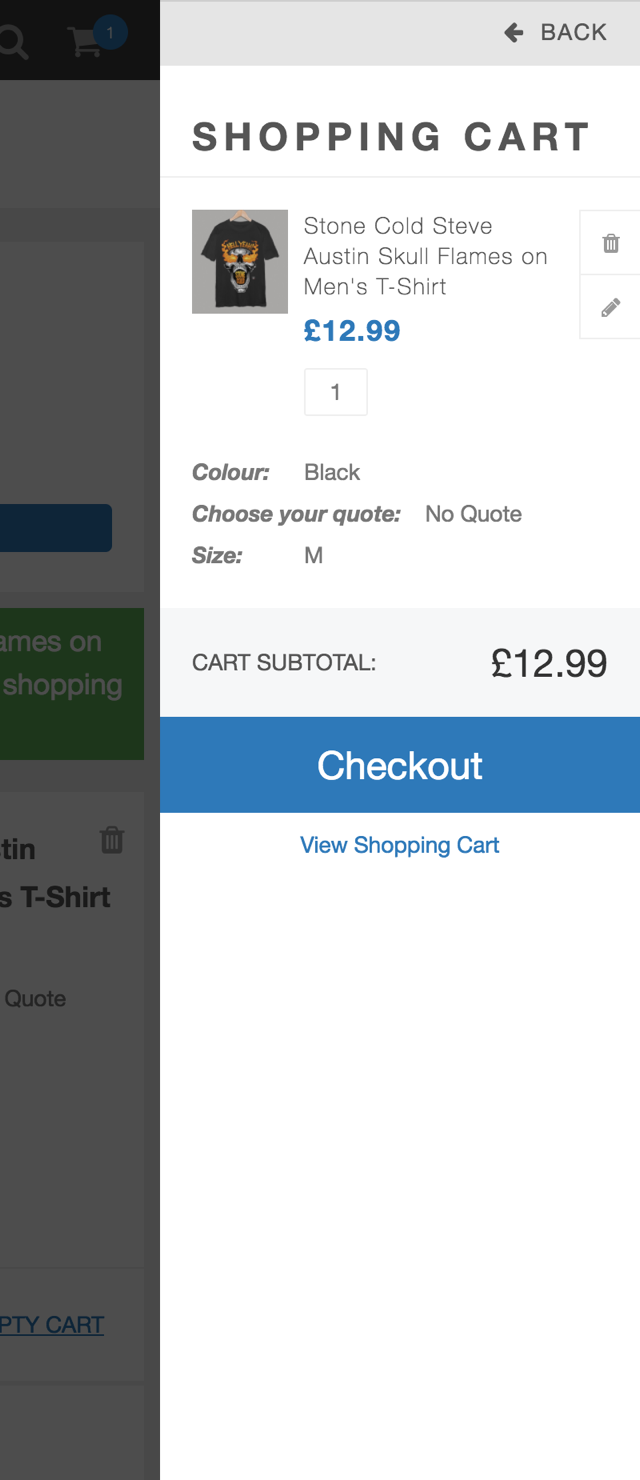 1
BACK
SHOPPING CART
Stone Cold Steve
Austin Skull Flames on
Men's T-Shirt
£12.99
1
Colour: Black
Choose your quote: No Quote
Size: M
CART SUBTOTAL: £12.99
Checkout
View Shopping Cart
ames on
shopping
tin
s T-Shirt
Quote
PTY CART